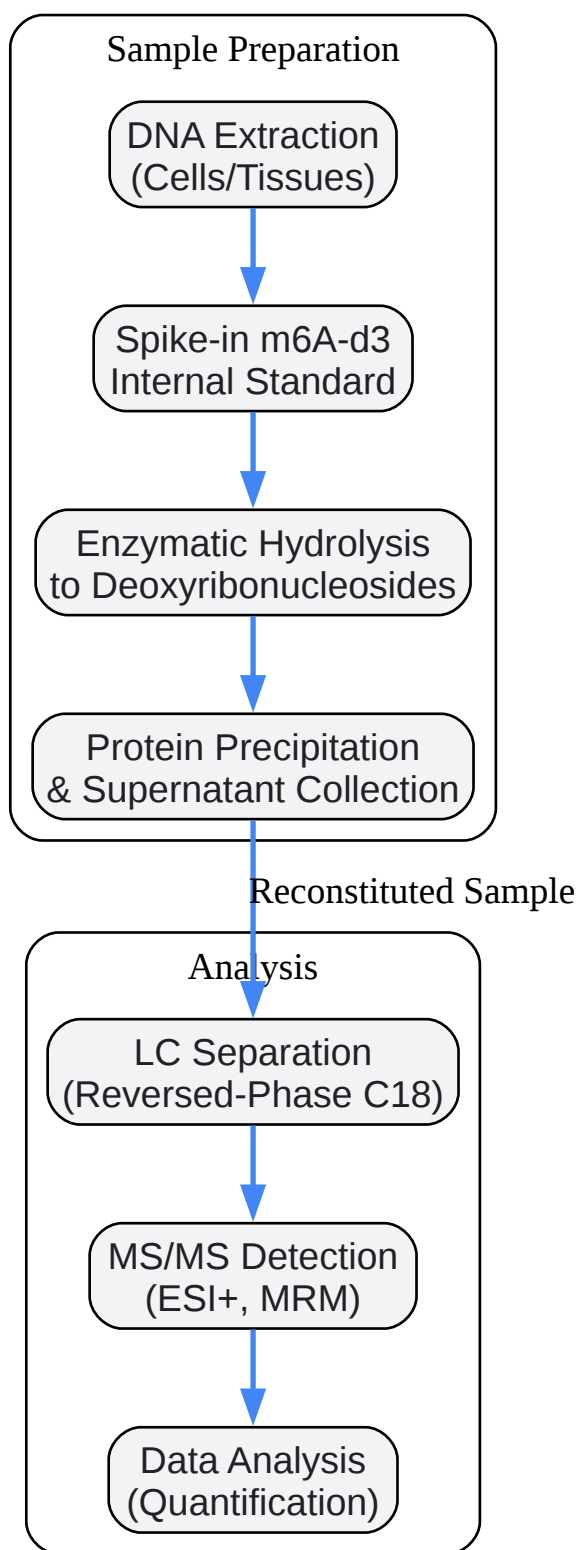 Sample Preparation
DNA Extraction
(Cells/Tissues)
Spike-in m6A-d3
Internal Standard
Enzymatic Hydrolysis
to Deoxyribonucleosides
Protein Precipitation
& Supernatant Collection
Reconstituted Sample
Analysis
LC Separation
(Reversed-Phase C18)
MS/MS Detection
(ESI+, MRM)
Data Analysis
(Quantification)